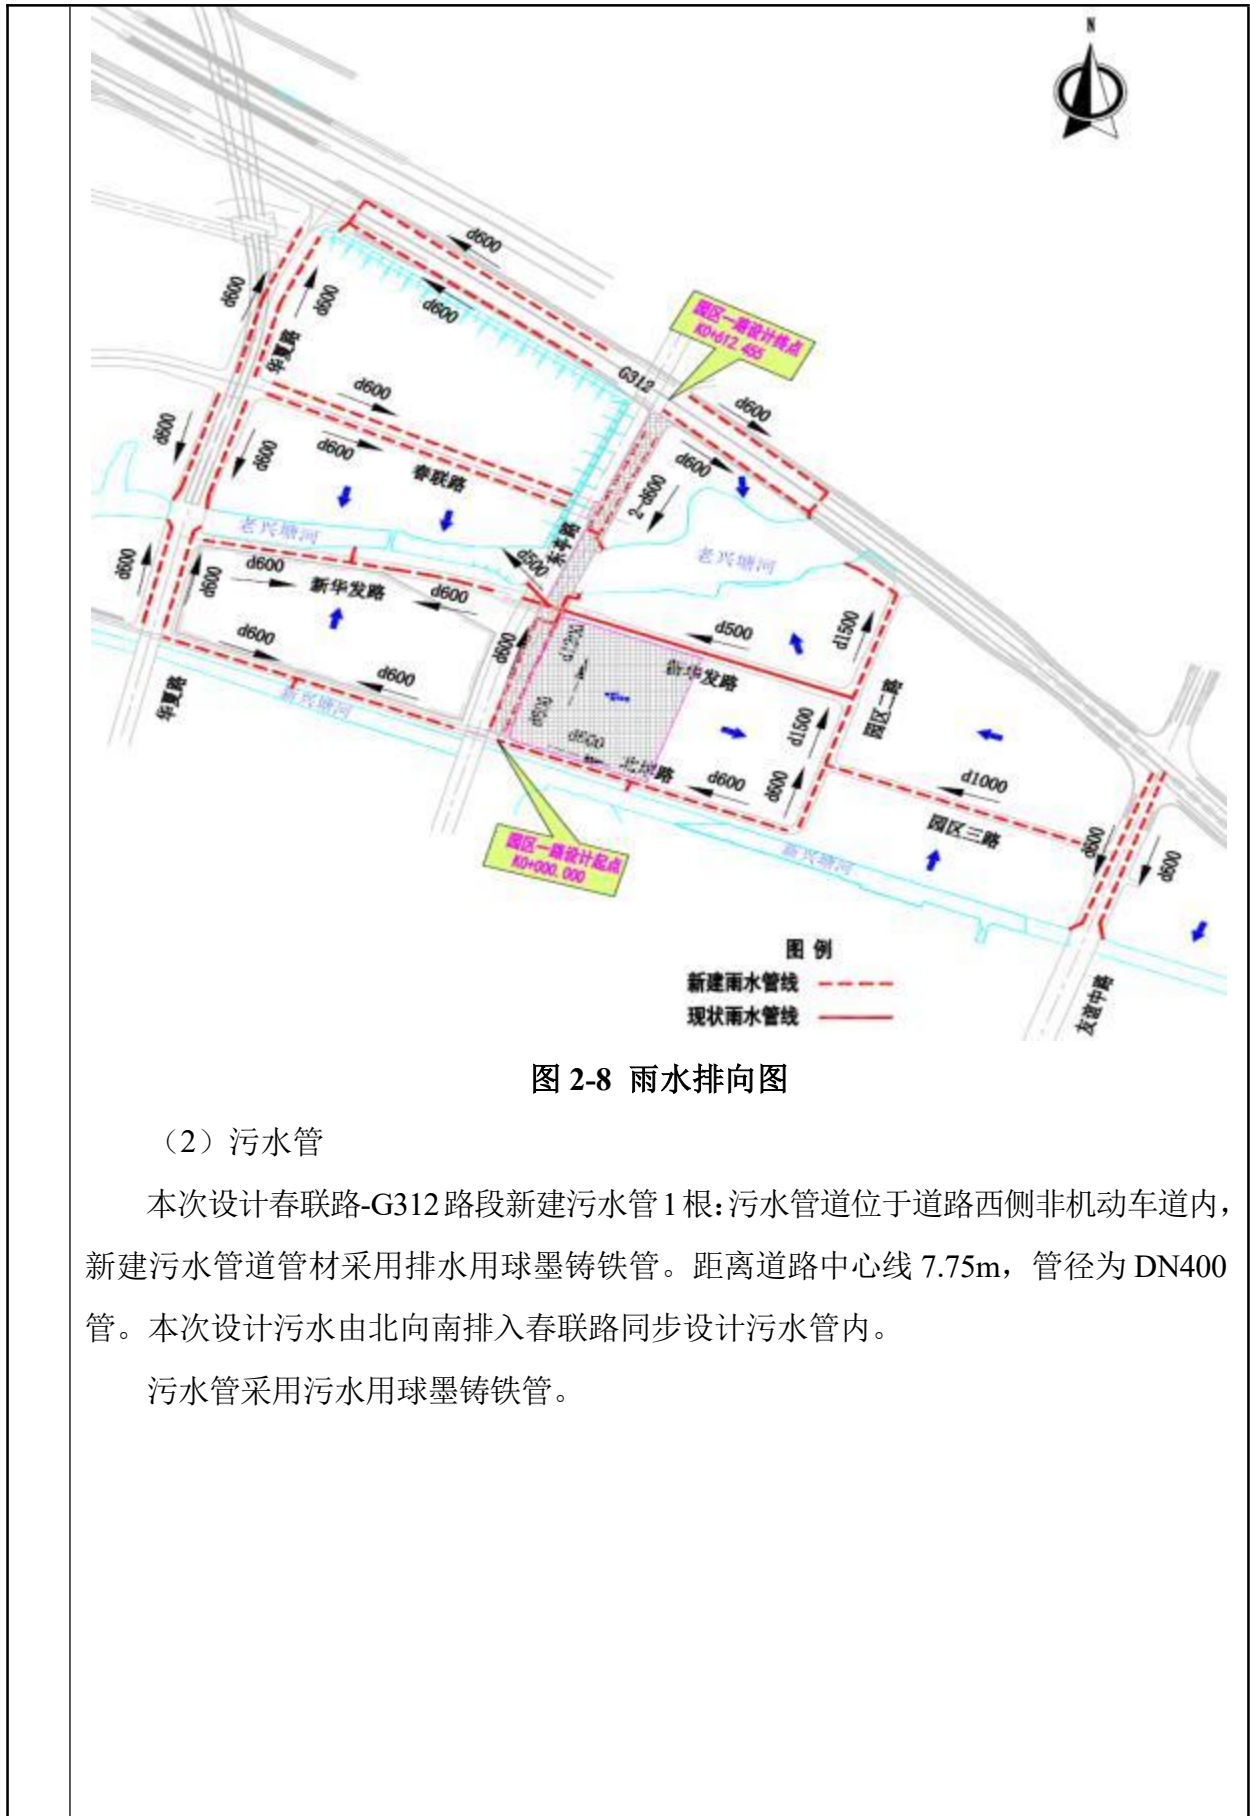 N
d600
d600
d600
d600
华夏路
园区一路设计终点
K0+612.455
G312
d600
d600
d600
d600
d600
d600
春联路
d600
2-d600
东亭路
老兴塘河
老兴塘河
d500
d600
d600
d600
新华发路
d600
d600
d600
d600
d500
d1500
新华发路
d1200
d600
北坝路
d600
d600
d1500
园区二路
d1000
园区三路
d600
d600
华夏路
新兴塘河
新兴塘河
园区一路设计起点
K0+000.000
友谊中路
图 例
新建雨水管线
现状雨水管线
图 2-8 雨水排向图
（2）污水管
本次设计春联路-G312 路段新建污水管 1 根：污水管道位于道路西侧非机动车道内，
新建污水管道管材采用排水用球墨铸铁管。距离道路中心线 7.75m，管径为 DN400
管。本次设计污水由北向南排入春联路同步设计污水管内。
污水管采用污水用球墨铸铁管。